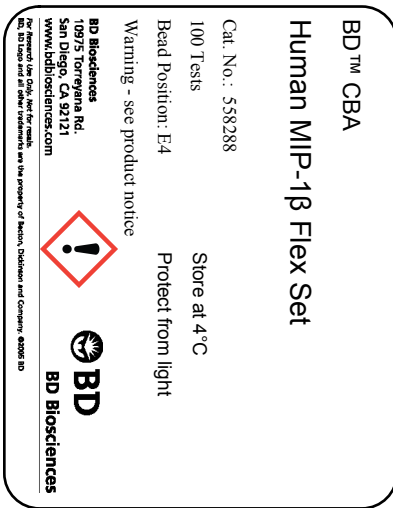 BD™ CBA
Human MIP-1β Flex Set
Cat. No.: 558288
100 Tests
Store at 4°C
Bead Position: E4
Protect from light
Warning - see product notice
BD Biosciences
10975 Torreyana Rd.
San Diego, CA 92121
www.bdbiosciences.com
BD
BD Biosciences
For Research Use Only. Not for resale.
BD, BD Logo and all other trademarks are the property of Becton, Dickinson and Company. ©2005 BD